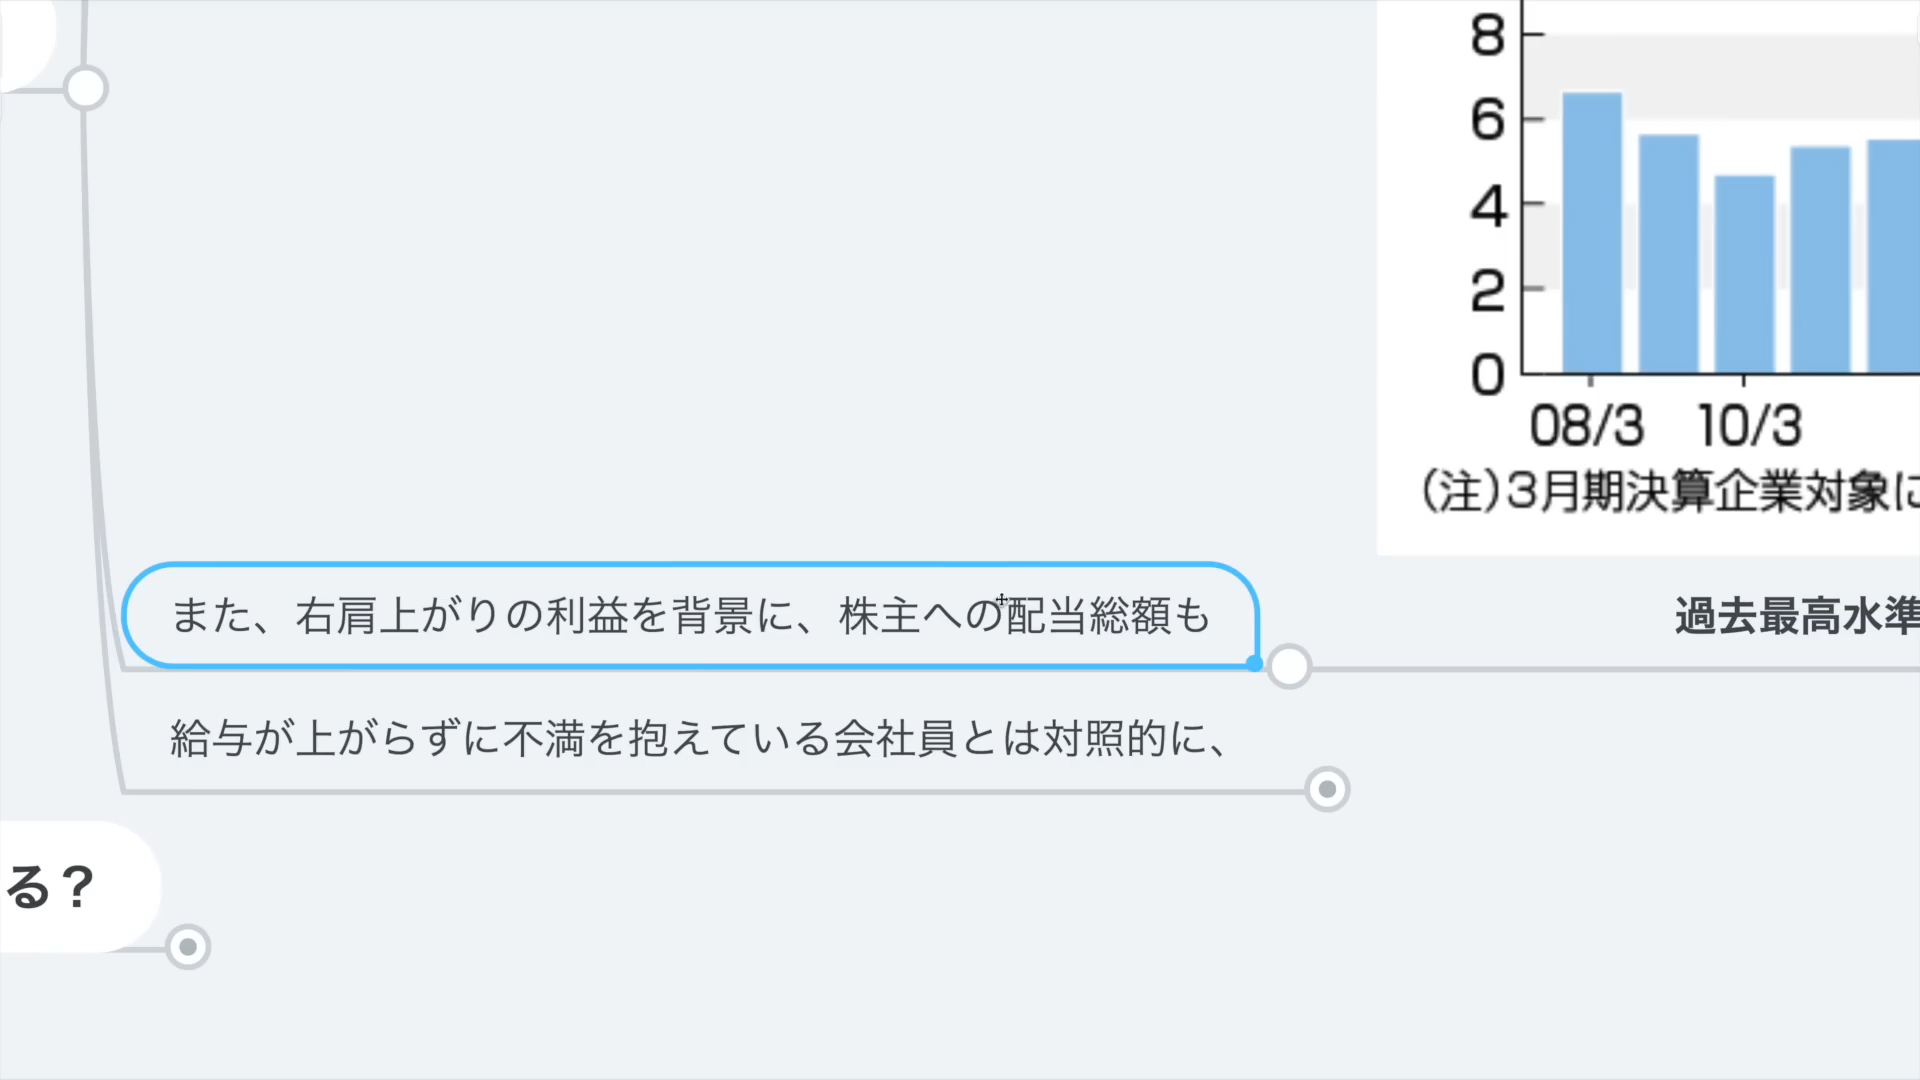 8
6
4
2
0
08/3 10/3
(注)3月期決算企業対象に
また、右肩上がりの利益を背景に、株主への配当総額も
過去最高水準
給与が上がらずに不満を抱えている会社員とは対照的に、
る？